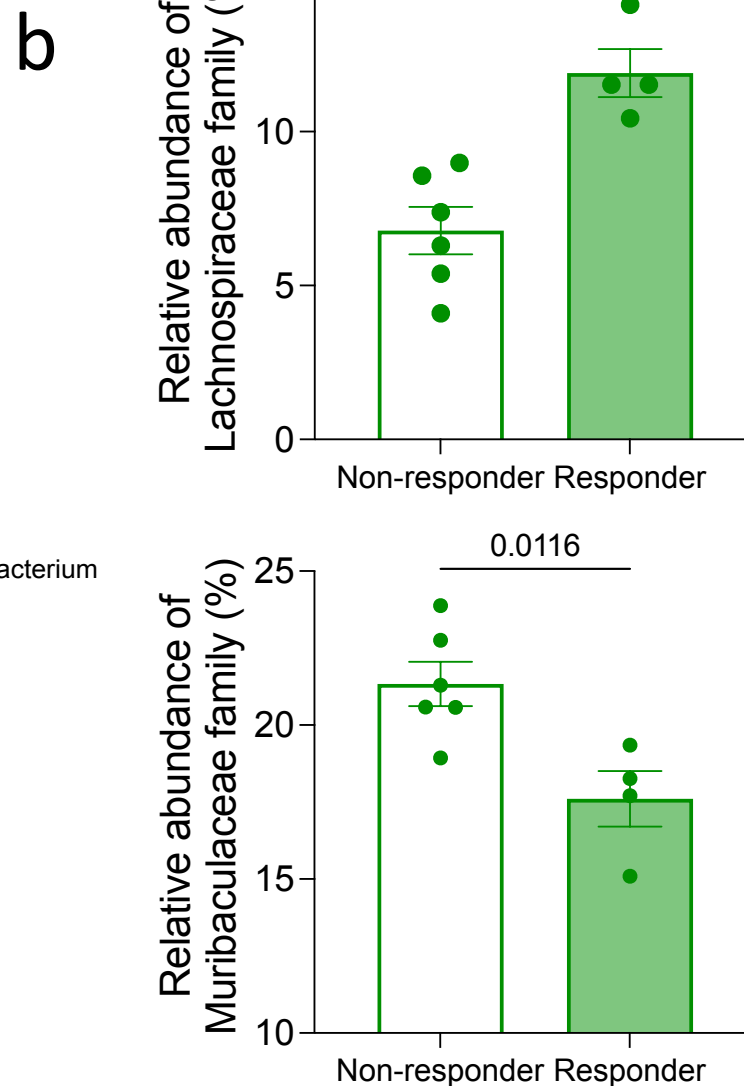 b
Relative abundance of
Lachnospiraceae family (
10
5
0
Non-responder Responder
acterium
0.0116
Relative abundance of
Muribaculaceae family (%)
25
20
15
10
Non-responder Responder